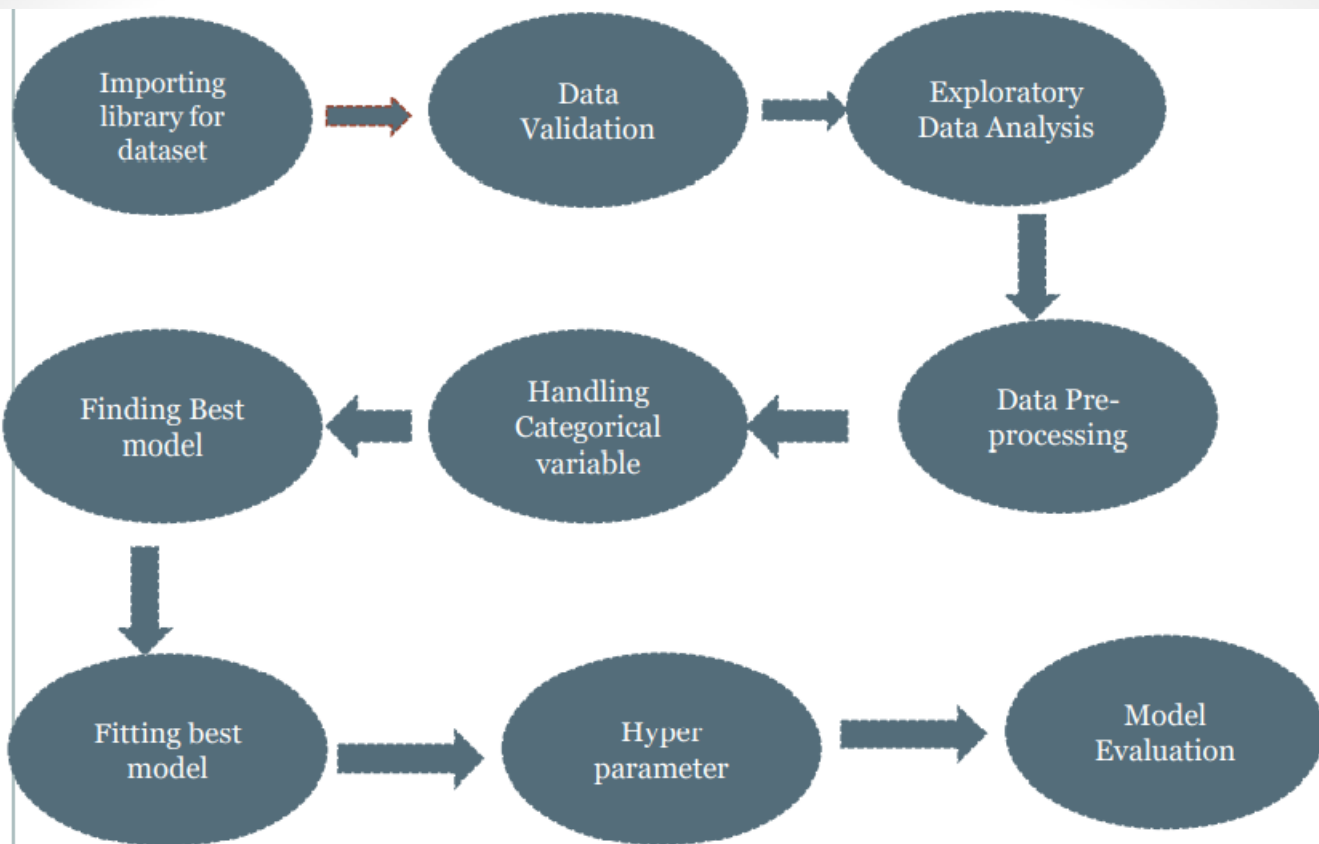 Importing
library for
dataset
Data
Validation
Exploratory
Data Analysis
Data Pre-
processing
Handling
Categorical
variable
Finding Best
model
Fitting best
model
Hyper
parameter
Model
Evaluation